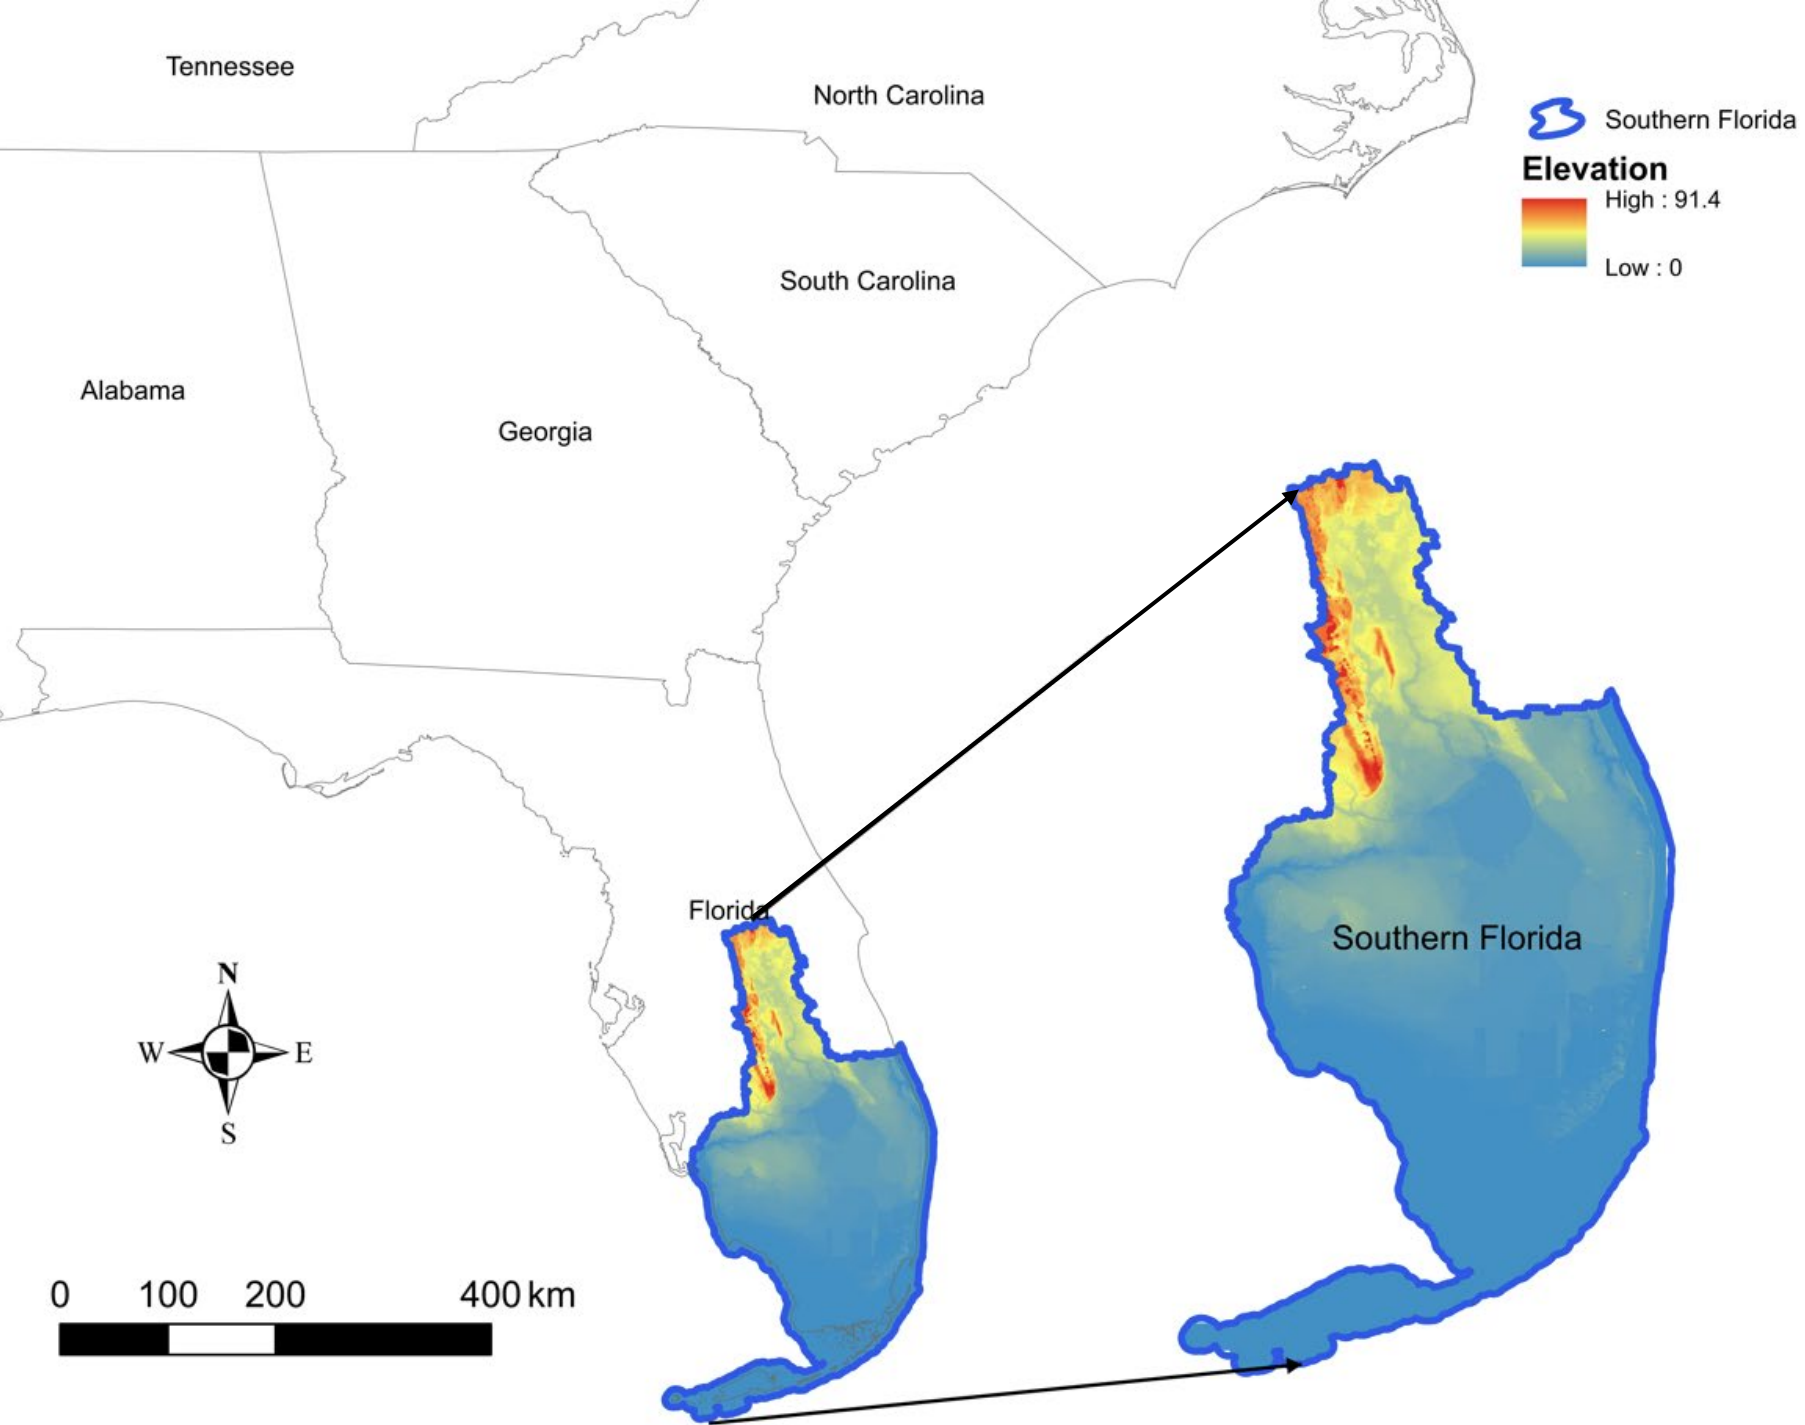 Tennessee
North Carolina
Southern Florida
Elevation
High : 91.4
Low : 0
South Carolina
Alabama
Georgia
Florida
Southern Florida
N
W E
S
0 100 200 400 km